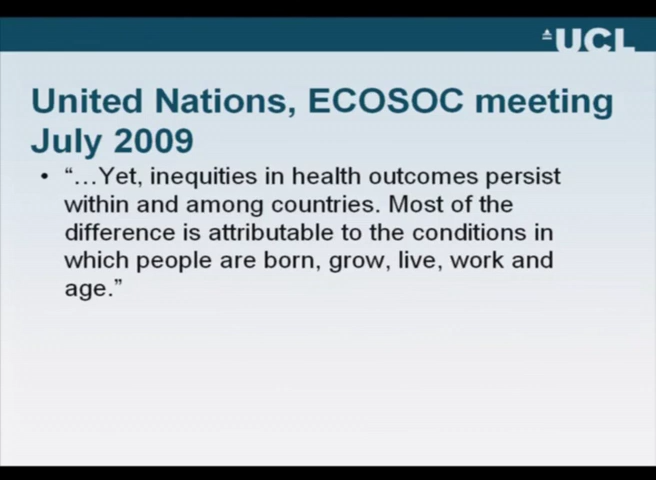 UCL
United Nations, ECOSOC meeting
July 2009
• “…Yet, inequities in health outcomes persist
within and among countries. Most of the
difference is attributable to the conditions in
which people are born, grow, live, work and
age.”